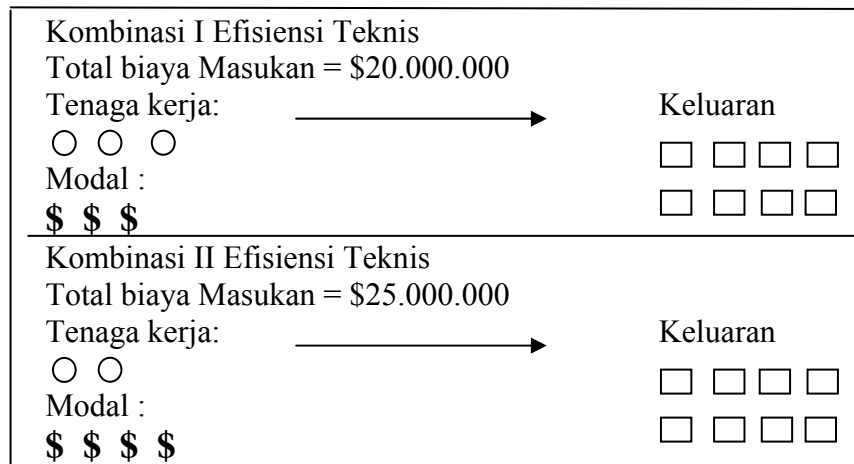 Kombinasi I Efisiensi Teknis
Total biaya Masukan = $20.000.000
Tenaga kerja: Keluaran
Modal :
$ $ $
Kombinasi II Efisiensi Teknis
Total biaya Masukan = $25.000.000
Tenaga kerja: Keluaran
Modal :
$ $ $ $